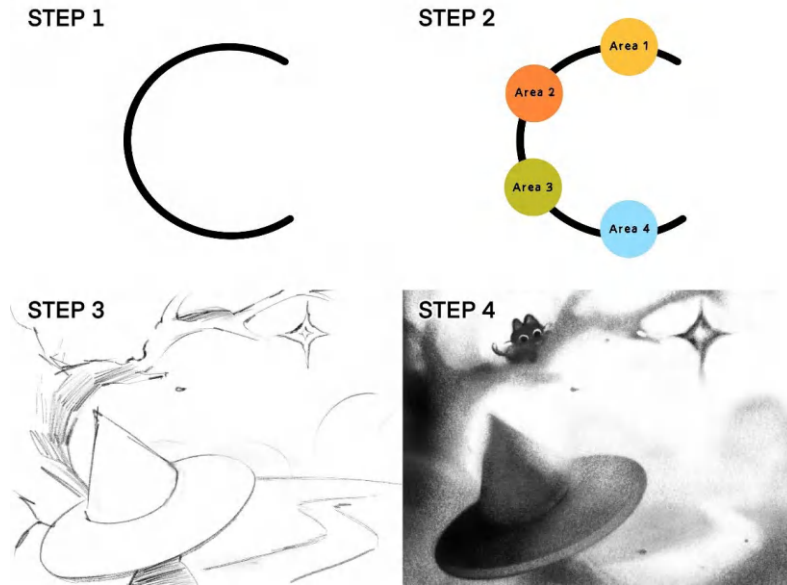 STEP 1
STEP 2
Area 1
Area 2
Area 3
Area 4
STEP 3
STEP 4